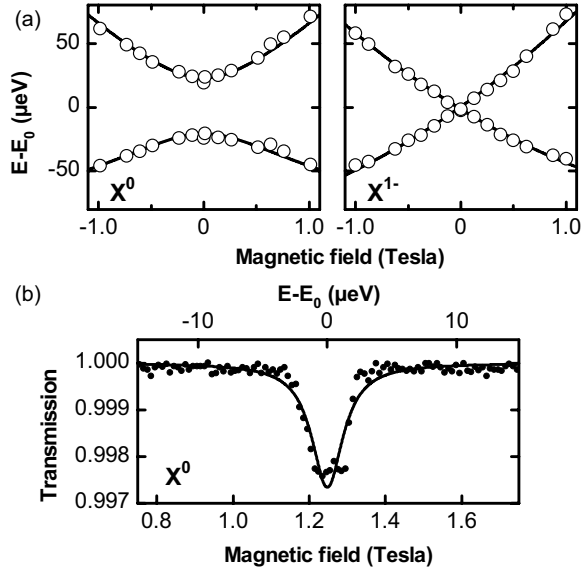 (a)
E-E0 (µeV)
50
0
-50
X0
X1-
-1.0 0 1.0 -1.0 0 1.0
Magnetic field (Tesla)
(b)
E-E0 (µeV)
-10 0 10
Transmission
1.000
0.999
0.998
0.997
X0
0.8 1.0 1.2 1.4 1.6
Magnetic field (Tesla)